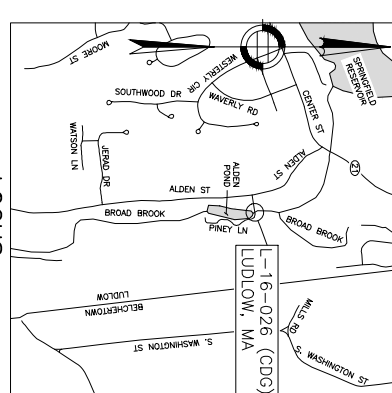 MOORE ST
WESTERLY CIR
SPRINGFIELD
RESERVOIR
SOUTHWOOD DR
WAVERLY RD
CENTER ST
21
WATSON LN
JERAD DR
ALDEN ST
ALDEN
POND
ALDEN ST
BROAD BROOK
PINEY LN
BROAD BROOK
L-16-026 (CDG)
LUDLOW, MA
LUDLOW
BELCHERTOWN
MILLS RD
S. WASHINGTON ST
S. WASHINGTON ST